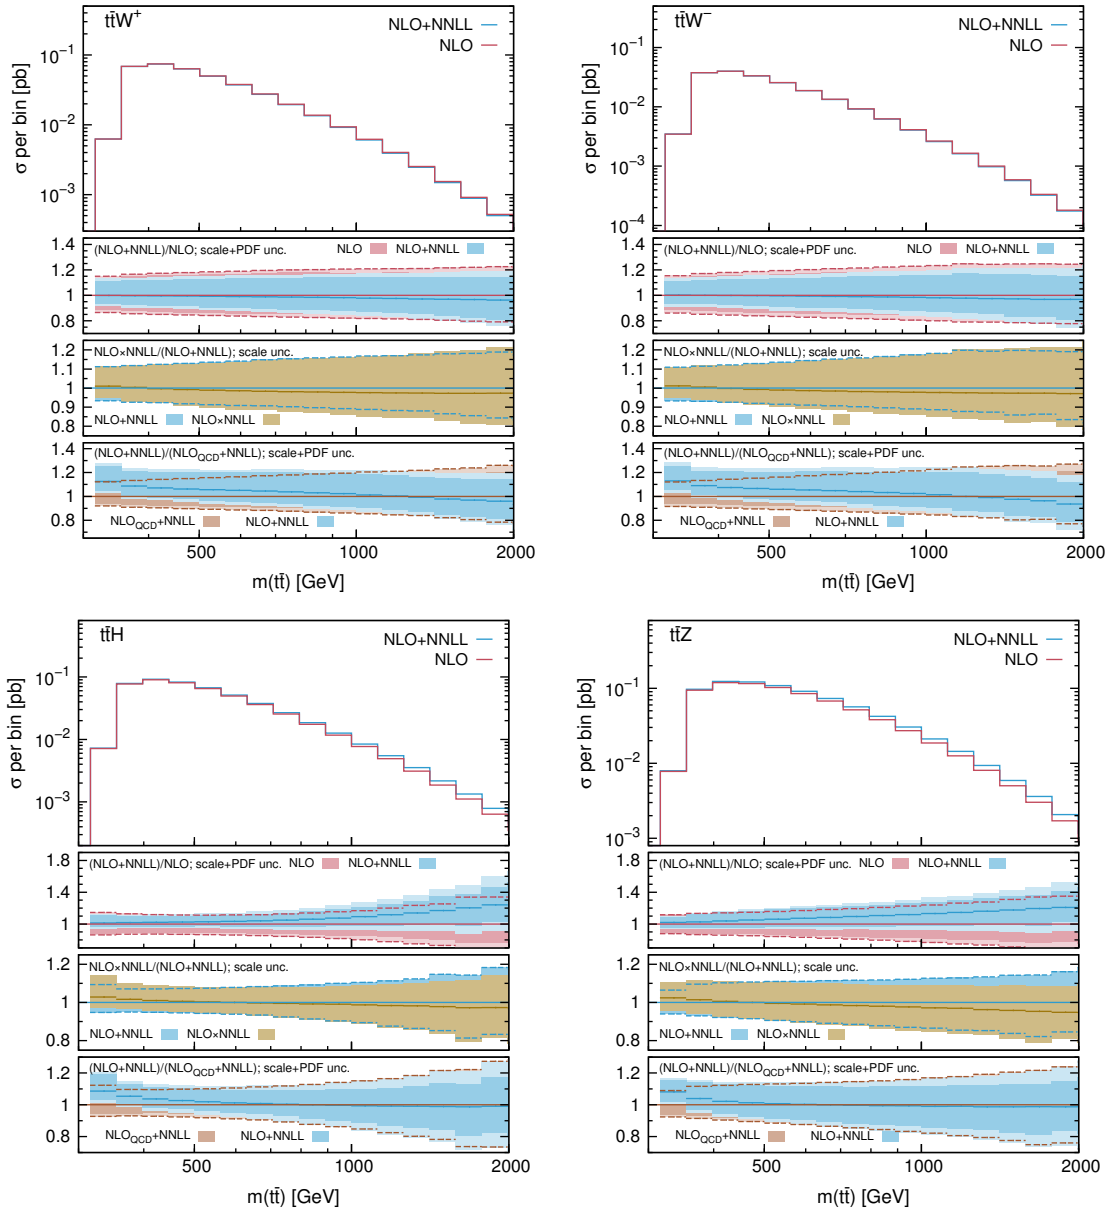 tt̄W⁺
NLO+NNLL
NLO
σ per bin [pb]
10⁻¹
10⁻²
10⁻³
(NLO+NNLL)/NLO; scale+PDF unc. NLO NLO+NNLL
1.4
1.2
1
0.8
NLO×NNLL/(NLO+NNLL); scale unc.
1.2
1.1
1
0.9
0.8
NLO+NNLL NLO×NNLL
(NLO+NNLL)/(NLO_QCD+NNLL); scale+PDF unc.
1.4
1.2
1
0.8
NLO_QCD+NNLL NLO+NNLL
500 1000 2000
m(tt̄) [GeV]
tt̄W⁻
NLO+NNLL
NLO
σ per bin [pb]
10⁻¹
10⁻²
10⁻³
10⁻⁴
(NLO+NNLL)/NLO; scale+PDF unc. NLO NLO+NNLL
1.4
1.2
1
0.8
NLO×NNLL/(NLO+NNLL); scale unc.
1.2
1.1
1
0.9
0.8
NLO+NNLL NLO×NNLL
(NLO+NNLL)/(NLO_QCD+NNLL); scale+PDF unc.
1.4
1.2
1
0.8
NLO_QCD+NNLL NLO+NNLL
500 1000 2000
m(tt̄) [GeV]
tt̄H
NLO+NNLL
NLO
σ per bin [pb]
10⁻¹
10⁻²
10⁻³
(NLO+NNLL)/NLO; scale+PDF unc. NLO NLO+NNLL
1.8
1.4
1
0.8
NLO×NNLL/(NLO+NNLL); scale unc.
1.2
1
0.8
NLO+NNLL NLO×NNLL
(NLO+NNLL)/(NLO_QCD+NNLL); scale+PDF unc.
1.2
1
0.8
NLO_QCD+NNLL NLO+NNLL
500 1000 2000
m(tt̄) [GeV]
tt̄Z
NLO+NNLL
NLO
σ per bin [pb]
10⁻¹
10⁻²
10⁻³
(NLO+NNLL)/NLO; scale+PDF unc. NLO NLO+NNLL
1.8
1.4
1
0.8
NLO×NNLL/(NLO+NNLL); scale unc.
1.2
1
0.8
NLO+NNLL NLO×NNLL
(NLO+NNLL)/(NLO_QCD+NNLL); scale+PDF unc.
1.2
1
0.8
NLO_QCD+NNLL NLO+NNLL
500 1000 2000
m(tt̄) [GeV]